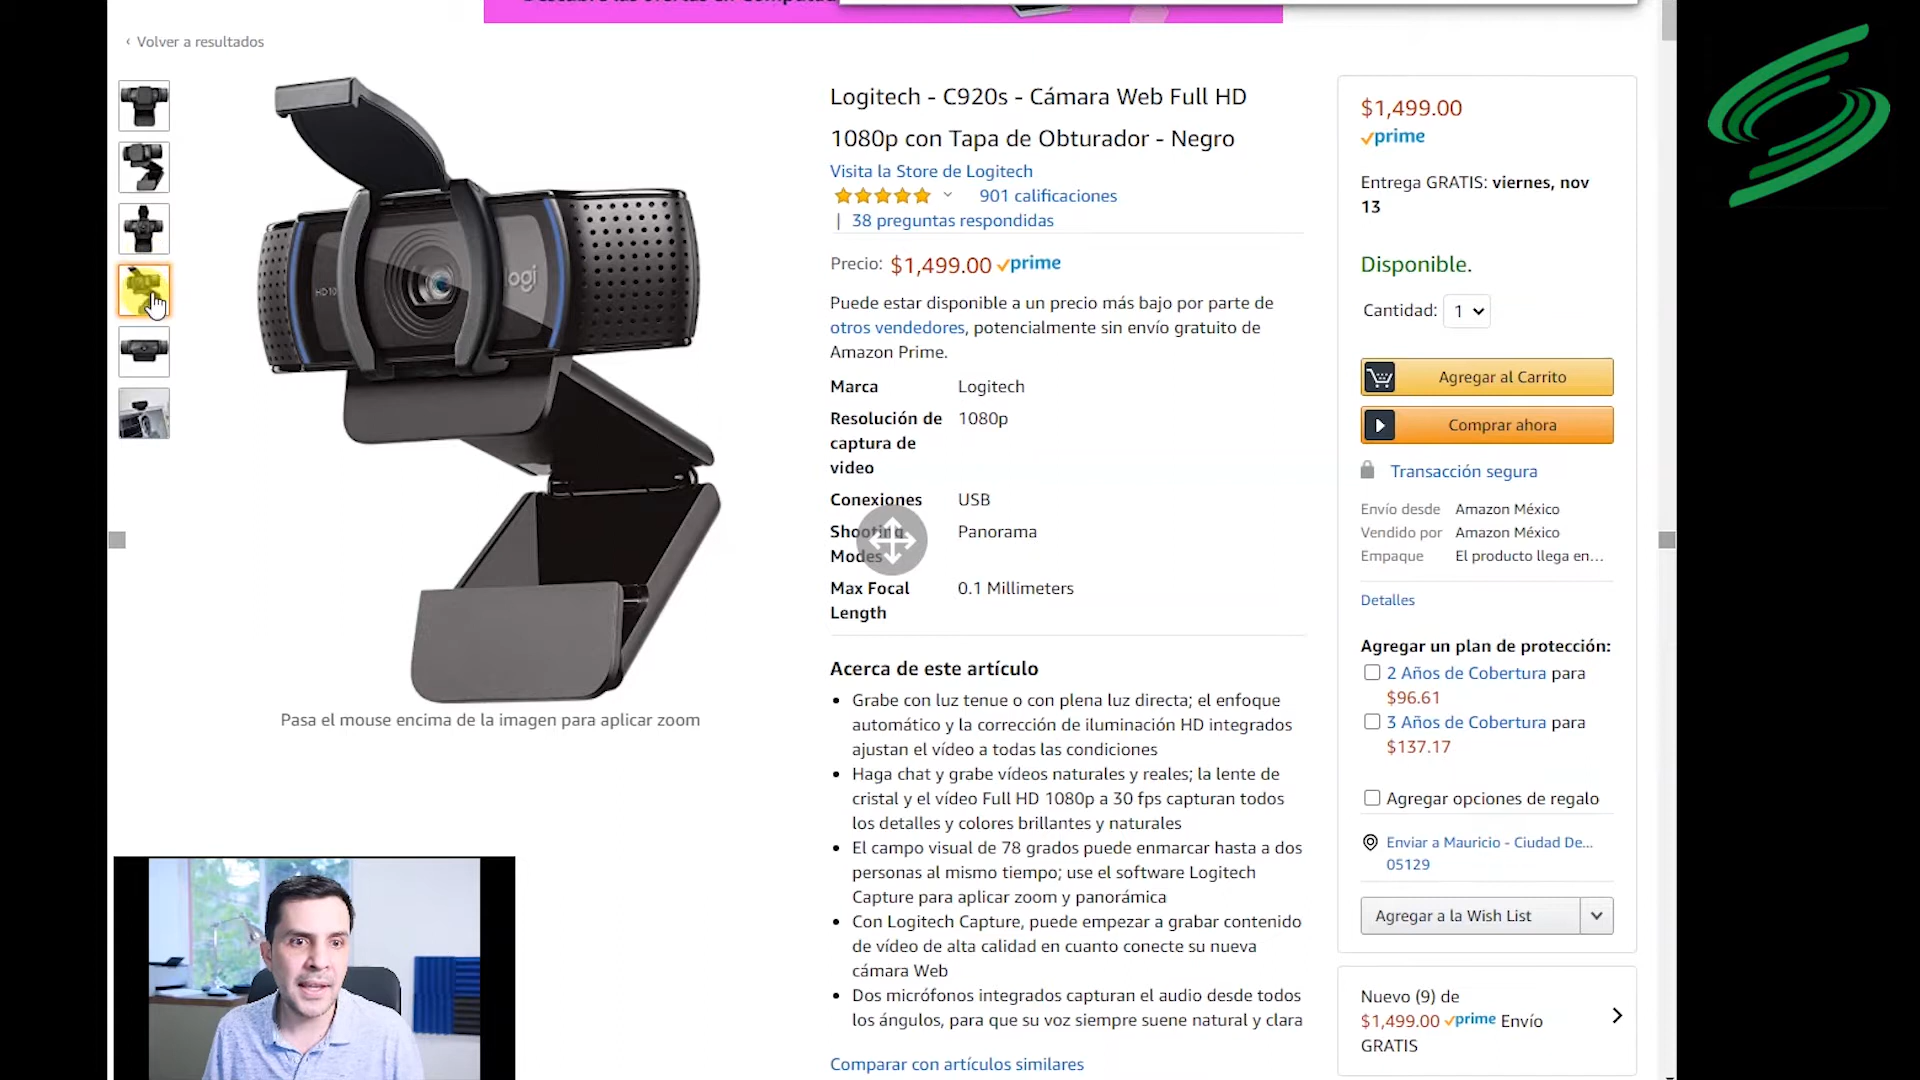 ‹ Volver a resultados
Logitech - C920s - Cámara Web Full HD
1080p con Tapa de Obturador - Negro
Visita la Store de Logitech
901 calificaciones
| 38 preguntas respondidas
Precio: $1,499.00 prime
Puede estar disponible a un precio más bajo por parte de
otros vendedores, potencialmente sin envío gratuito de
Amazon Prime.
Marca Logitech
Resolución de 1080p
captura de
video
Conexiones USB
Shooting Panorama
Modes
Max Focal 0.1 Millimeters
Length
Acerca de este artículo
Grabe con luz tenue o con plena luz directa; el enfoque
automático y la corrección de iluminación HD integrados
ajustan el vídeo a todas las condiciones
Haga chat y grabe vídeos naturales y reales; la lente de
cristal y el vídeo Full HD 1080p a 30 fps capturan todos
los detalles y colores brillantes y naturales
El campo visual de 78 grados puede enmarcar hasta a dos
personas al mismo tiempo; use el software Logitech
Capture para aplicar zoom y panorámica
Con Logitech Capture, puede empezar a grabar contenido
de vídeo de alta calidad en cuanto conecte su nueva
cámara Web
Dos micrófonos integrados capturan el audio desde todos
los ángulos, para que su voz siempre suene natural y clara
Comparar con artículos similares
logi
Pasa el mouse encima de la imagen para aplicar zoom
$1,499.00
prime
Entrega GRATIS: viernes, nov
13
Disponible.
Cantidad: 1
Agregar al Carrito
Comprar ahora
Transacción segura
Envío desde Amazon México
Vendido por Amazon México
Empaque El producto llega en...
Detalles
Agregar un plan de protección:
2 Años de Cobertura para
$96.61
3 Años de Cobertura para
$137.17
Agregar opciones de regalo
Enviar a Mauricio - Ciudad De...
05129
Agregar a la Wish List
Nuevo (9) de
$1,499.00 prime Envío
GRATIS